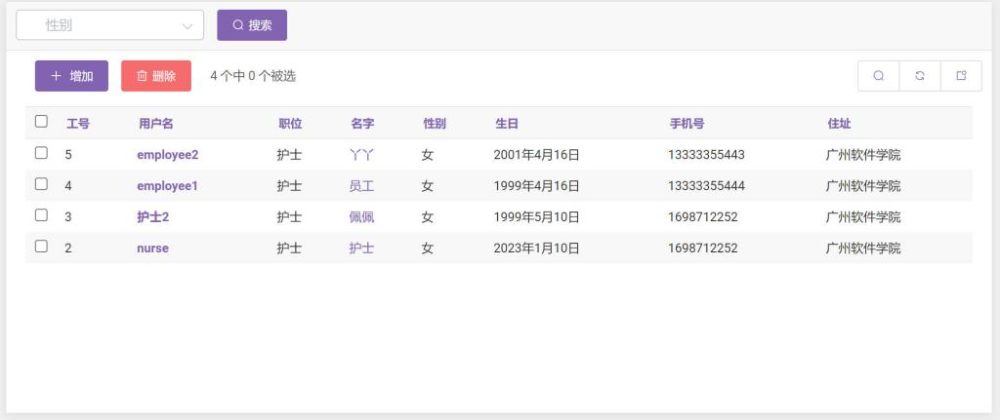 性别 搜索
增加 删除 4 个中 0 个被选
工号 用户名 职位 名字 性别 生日 手机号 住址
5 employee2 护士 丫丫 女 2001年4月16日 13333355443 广州软件学院
4 employee1 护士 员工 女 1999年4月16日 13333355444 广州软件学院
3 护士2 护士 佩佩 女 1999年5月10日 1698712252 广州软件学院
2 nurse 护士 护士 女 2023年1月10日 1698712252 广州软件学院